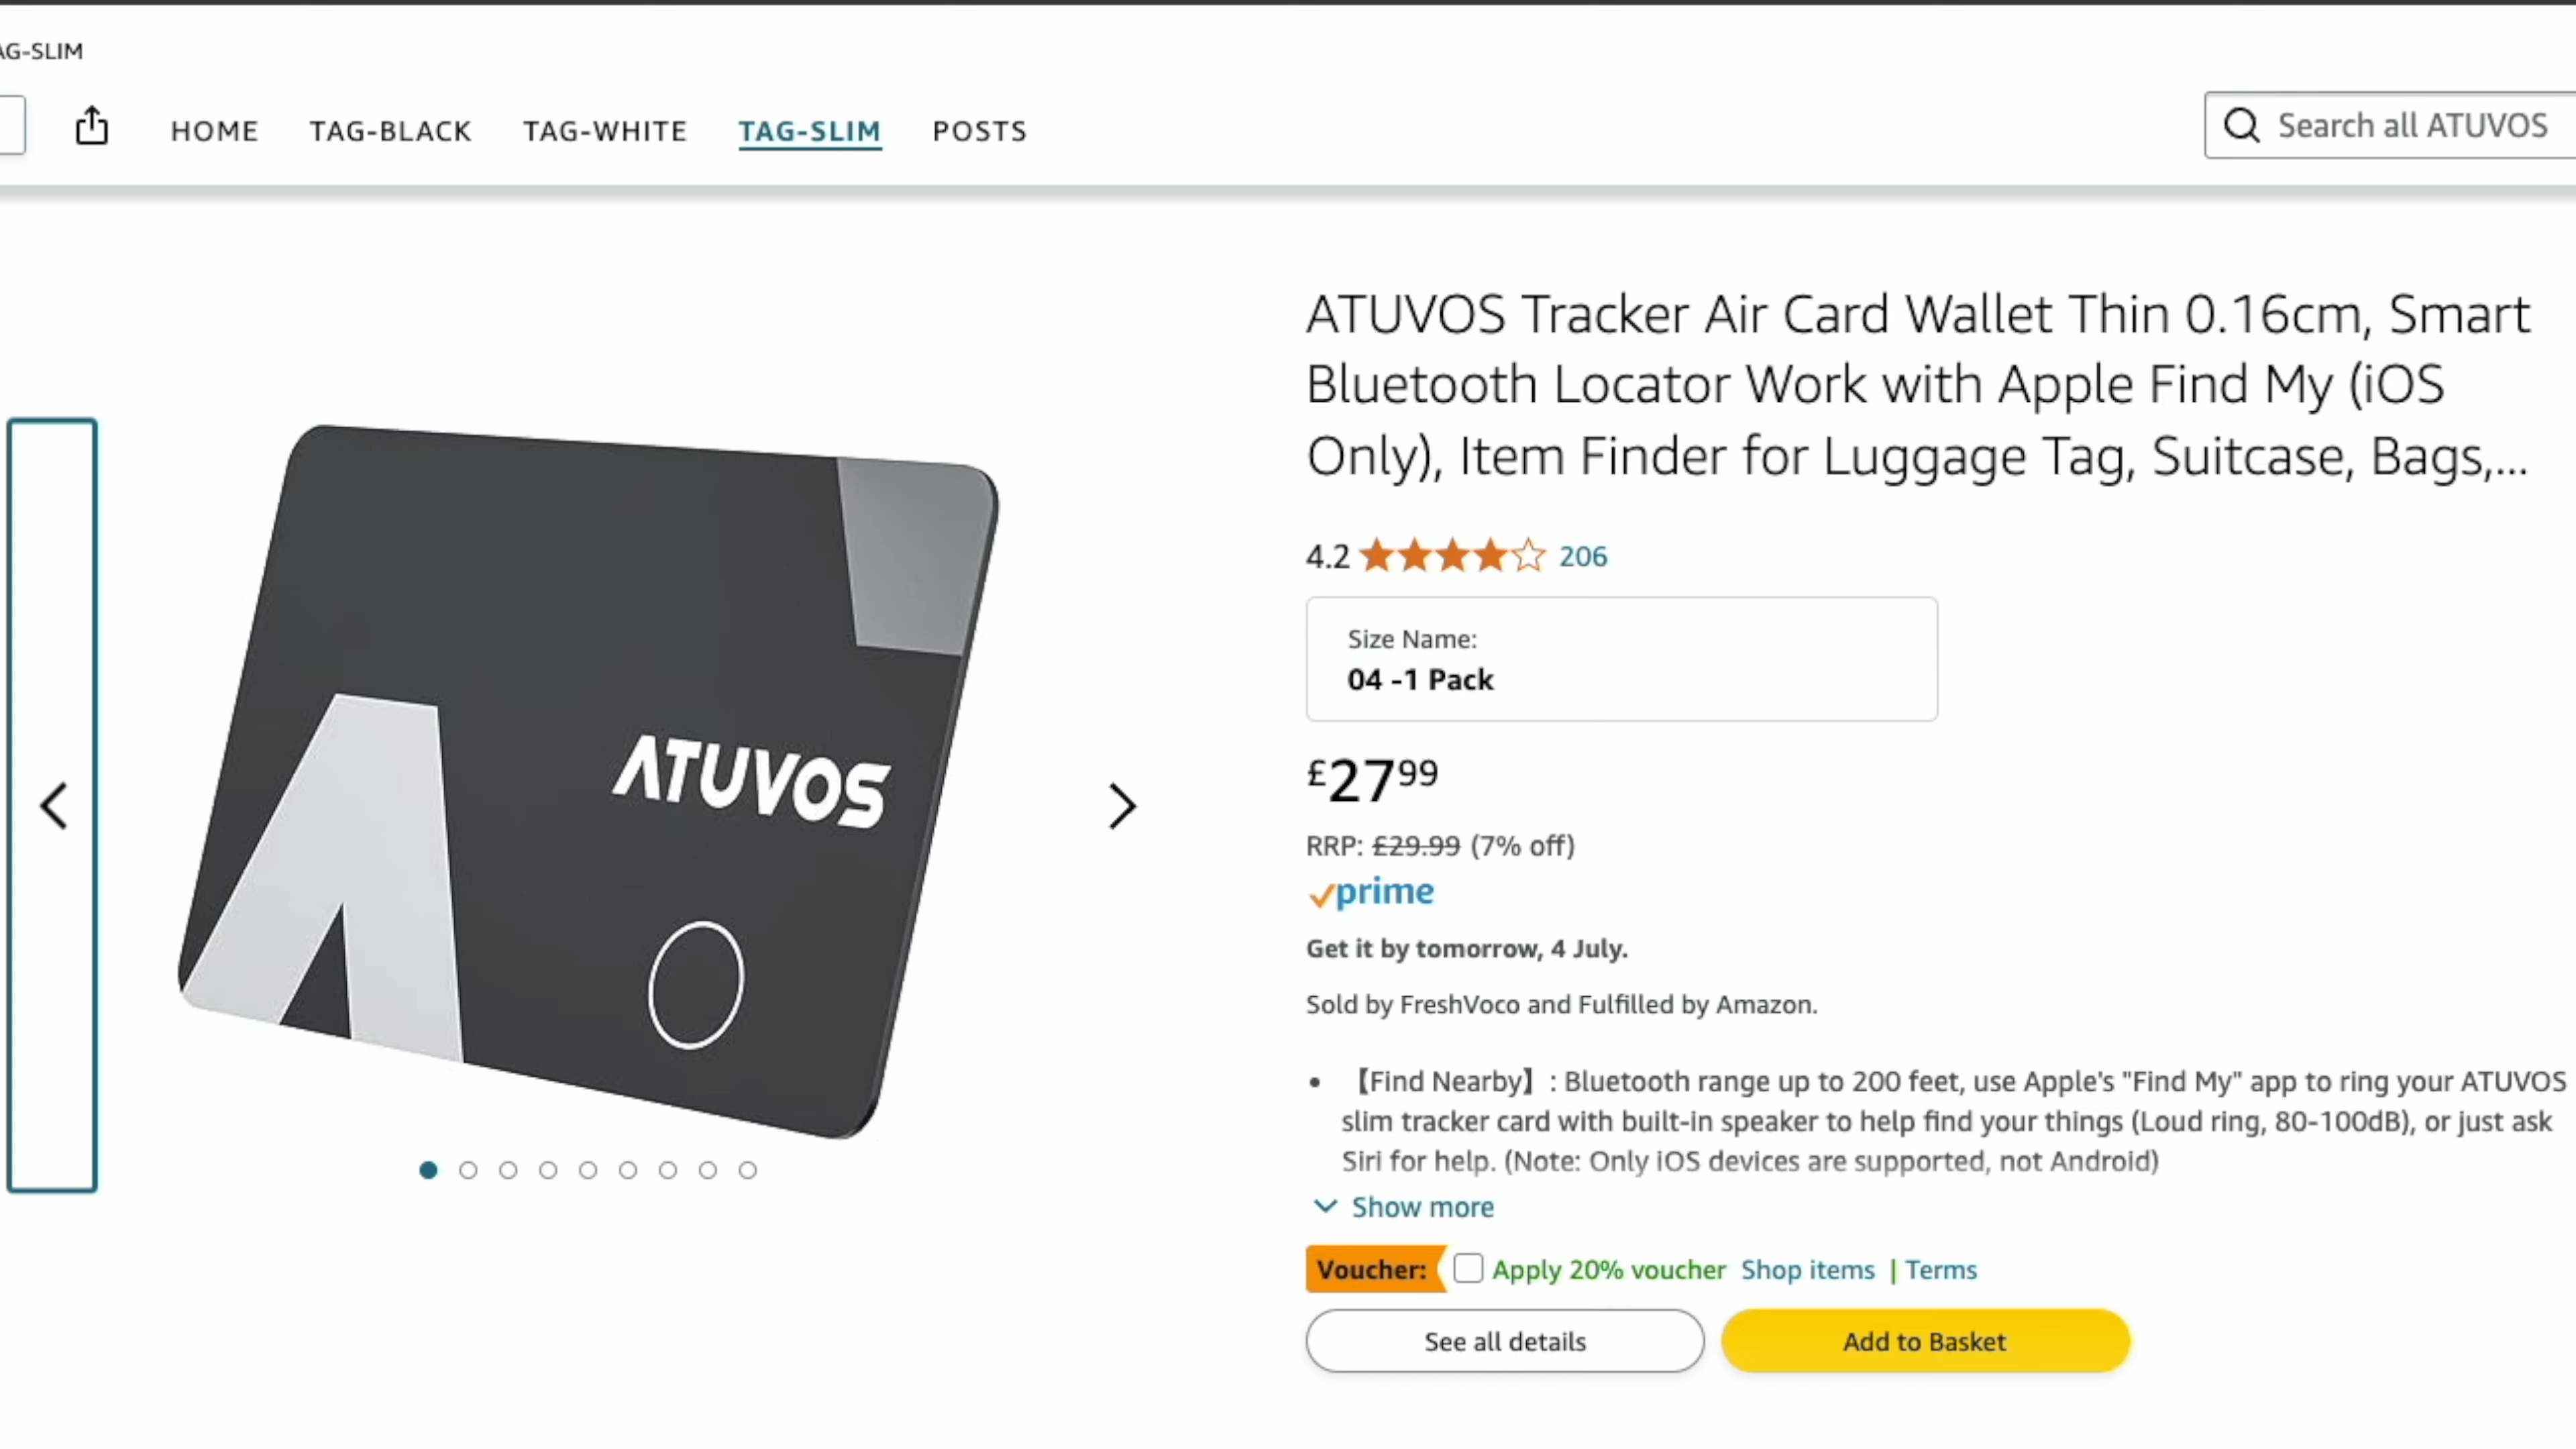 AG-SLIM
HOME TAG-BLACK TAG-WHITE TAG-SLIM POSTS
Search all ATUVOS
ATUVOS Tracker Air Card Wallet Thin 0.16cm, Smart
Bluetooth Locator Work with Apple Find My (iOS
Only), Item Finder for Luggage Tag, Suitcase, Bags,...
4.2 206
Size Name:
04 -1 Pack
ATUVOS
£27⁹⁹
RRP: £29.99 (7% off)
prime
Get it by tomorrow, 4 July.
Sold by FreshVoco and Fulfilled by Amazon.
• 【Find Nearby】: Bluetooth range up to 200 feet, use Apple's "Find My" app to ring your ATUVOS
slim tracker card with built-in speaker to help find your things (Loud ring, 80-100dB), or just ask
Siri for help. (Note: Only iOS devices are supported, not Android)
Show more
Voucher: Apply 20% voucher Shop items | Terms
See all details Add to Basket